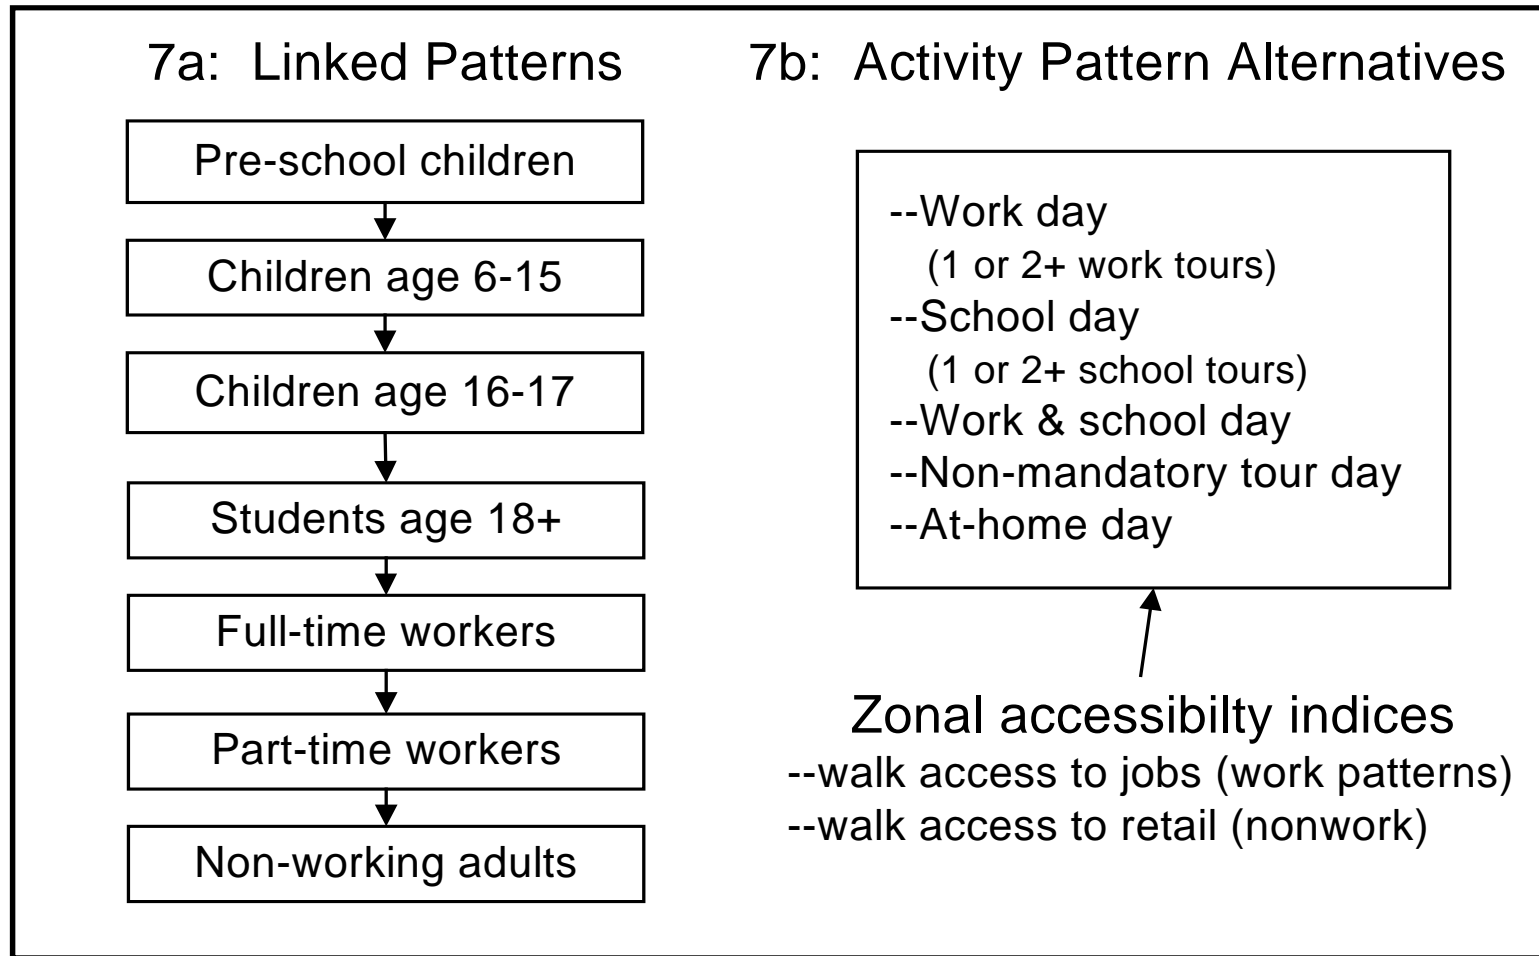 7a: Linked Patterns
Pre-school children
Children age 6-15
Children age 16-17
Students age 18+
Full-time workers
Part-time workers
Non-working adults
7b: Activity Pattern Alternatives
--Work day
(1 or 2+ work tours)
--School day
(1 or 2+ school tours)
--Work & school day
--Non-mandatory tour day
--At-home day
Zonal accessibilty indices
--walk access to jobs (work patterns)
--walk access to retail (nonwork)